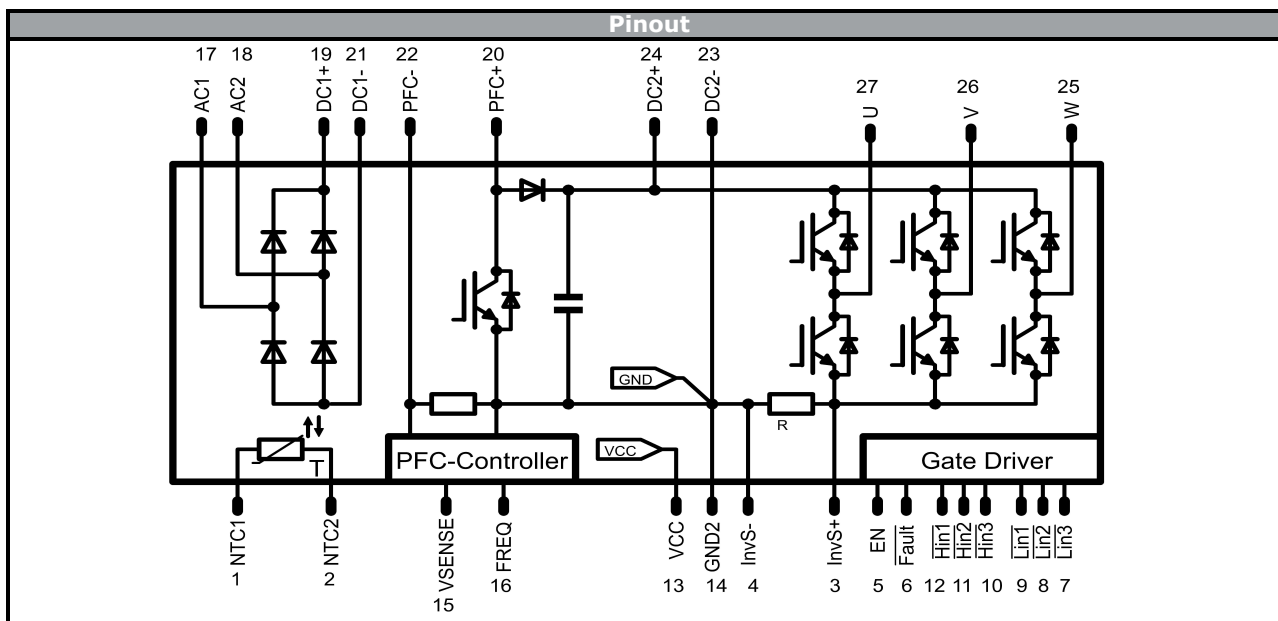 Pinout
17
18
19
21
22
20
24
23
27
26
25
AC1
AC2
DC1+
DC1-
PFC-
PFC+
DC2+
DC2-
U
V
W
GND
R
VCC
T
PFC-Controller
Gate Driver
NTC1
NTC2
VSENSE
FREQ
VCC
GND2
InvS-
InvS+
EN
Fault
Hin1
Hin2
Hin3
Lin1
Lin2
Lin3
1
2
15
16
13
14
4
3
5
6
12
11
10
9
8
7